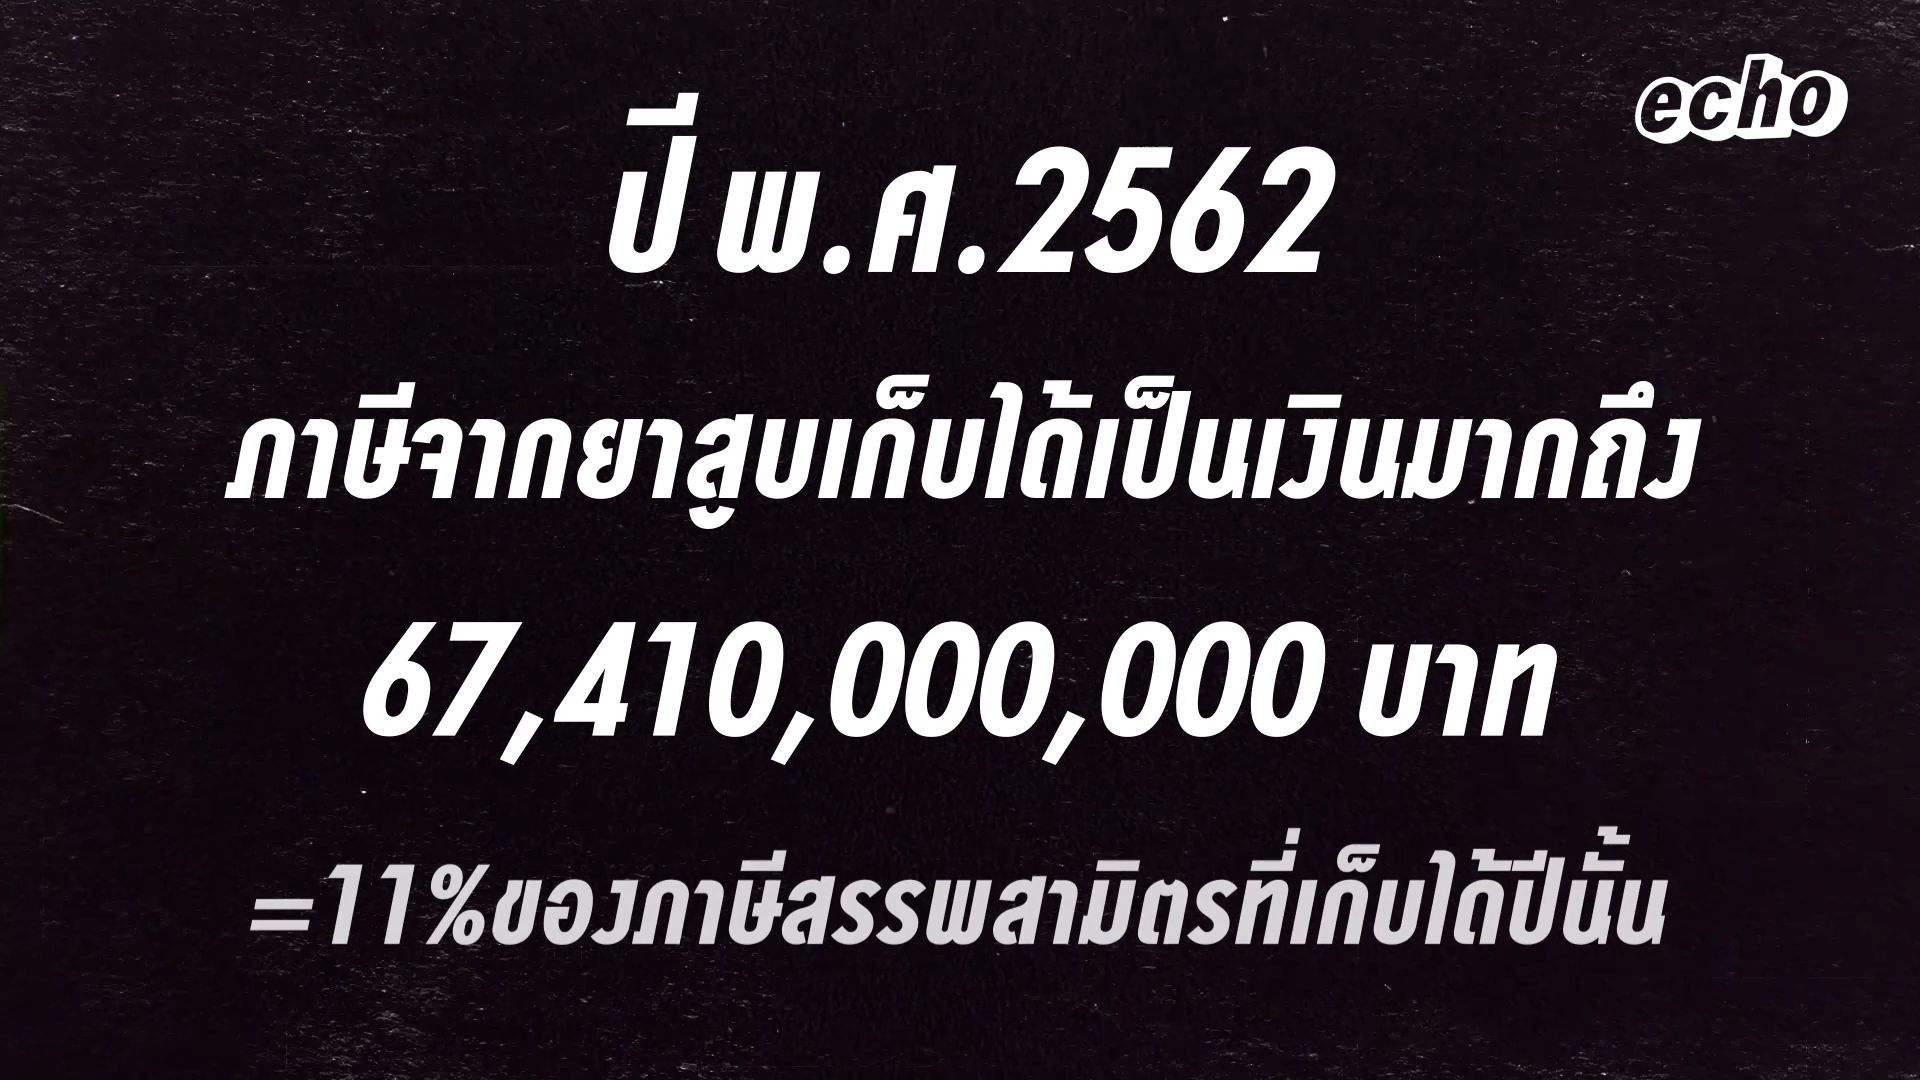 echo
ปี พ.ศ.2562
ภาษีจากยาสูบเก็บได้เป็นเงินมากถึง
67,410,000,000 บาท
=11%ของภาษีสรรพสามิตรที่เก็บได้ปีนั้น